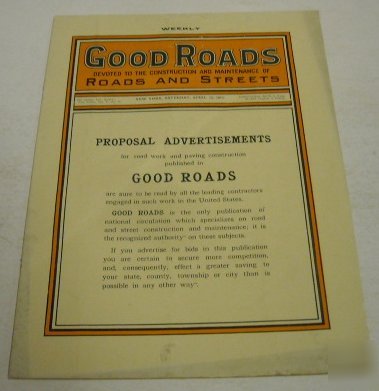 WEEKLY
GOOD ROADS
DEVOTED TO THE CONSTRUCTION AND MAINTENANCE OF
ROADS AND STREETS
NEW YORK, SATURDAY, APRIL
PROPOSAL ADVERTISEMENTS
for road work and paving construction
published in
GOOD ROADS
are sure to be read by all the leading contractors
engaged in such work in the United States.
GOOD ROADS is the only publication of
national circulation which specializes on road
and street construction and maintenance; it is
the recognized authority on these subjects.
If you advertise for bids in this publication
you are certain to secure more competition,
and, consequently, effect a greater saving to
your state, county, township or city than is
possible in any other way.